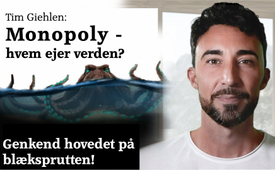 Tim Giehlen:
Monopoly -
hvem ejer verden?
Genkend hovedet på
blæksprutten!